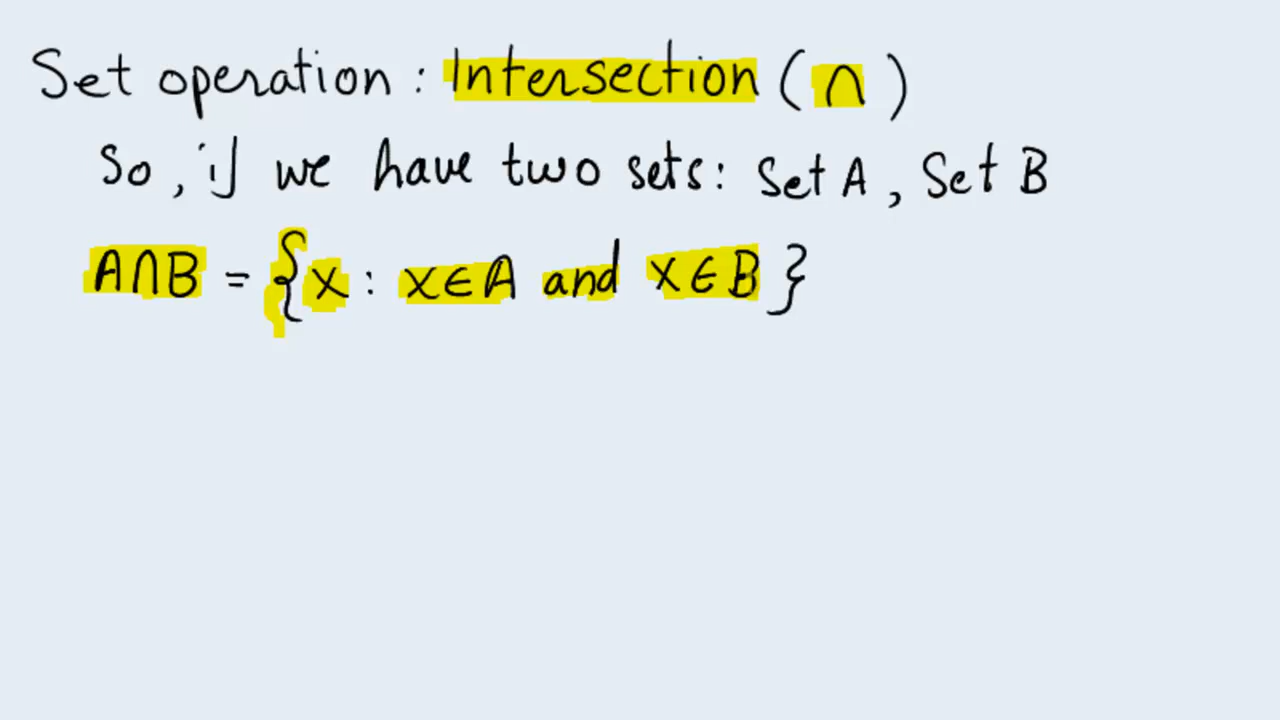 Set operation: Intersection (∩)
So, if we have two sets: Set A, Set B
A∩B = {x : x∈A and x∈B}